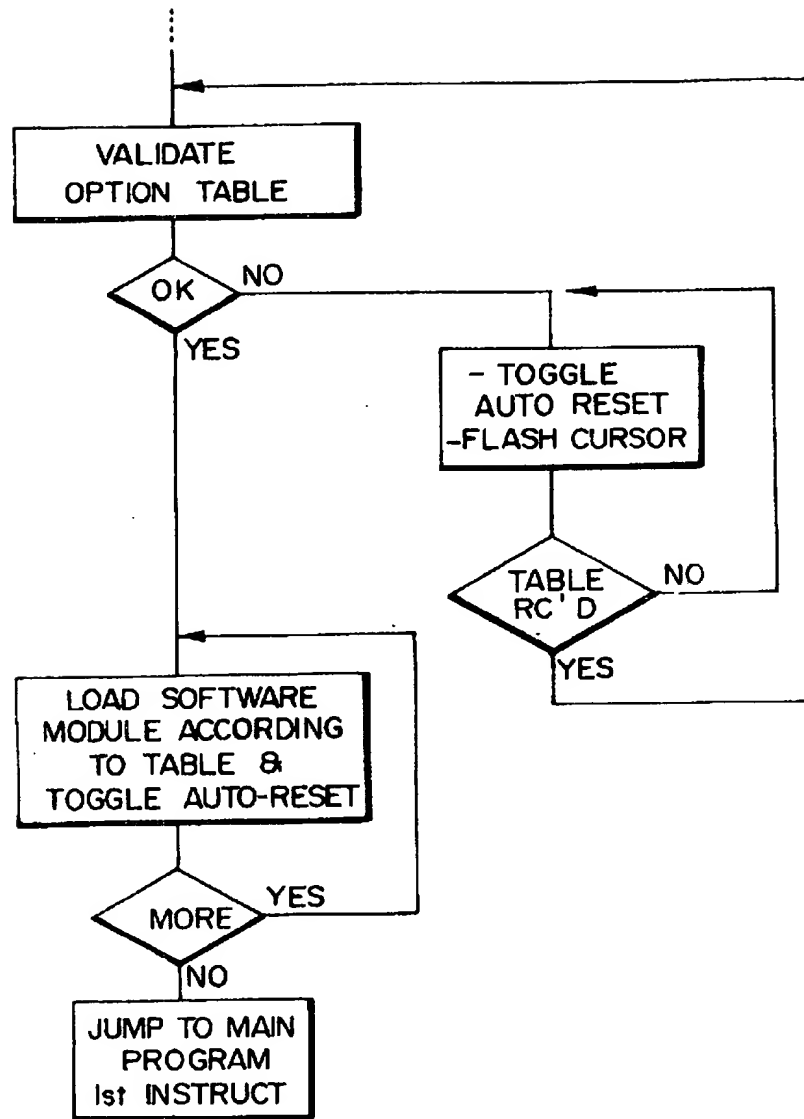 VALIDATE
OPTION TABLE
OK
NO
YES
- TOGGLE
AUTO RESET
-FLASH CURSOR
TABLE
RC'D
NO
YES
LOAD SOFTWARE
MODULE ACCORDING
TO TABLE &
TOGGLE AUTO-RESET
MORE
YES
NO
JUMP TO MAIN
PROGRAM
1st INSTRUCT